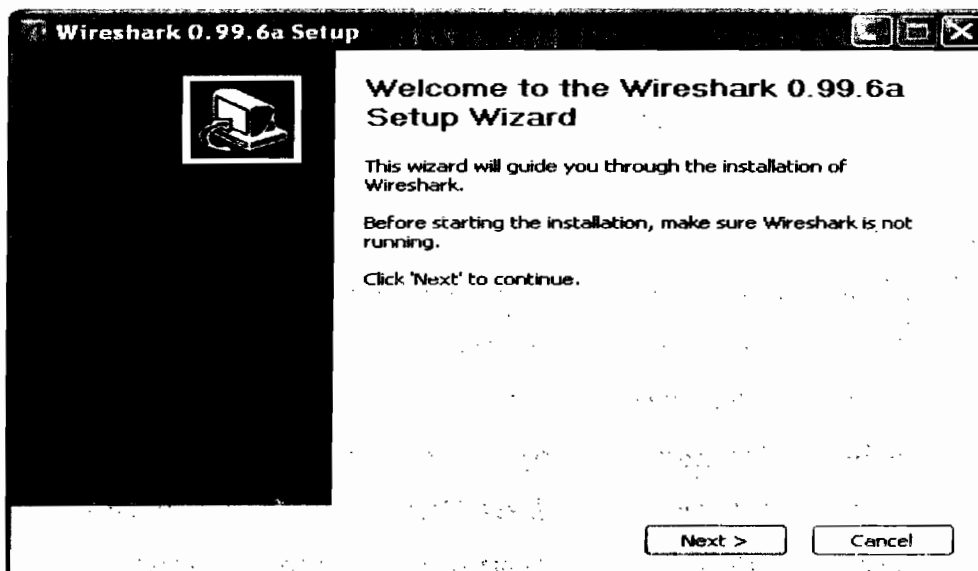 Wireshark 0.99.6a Setup
Welcome to the Wireshark 0.99.6a
Setup Wizard
This wizard will guide you through the installation of
Wireshark.
Before starting the installation, make sure Wireshark is not
running.
Click 'Next' to continue.
Next >
Cancel